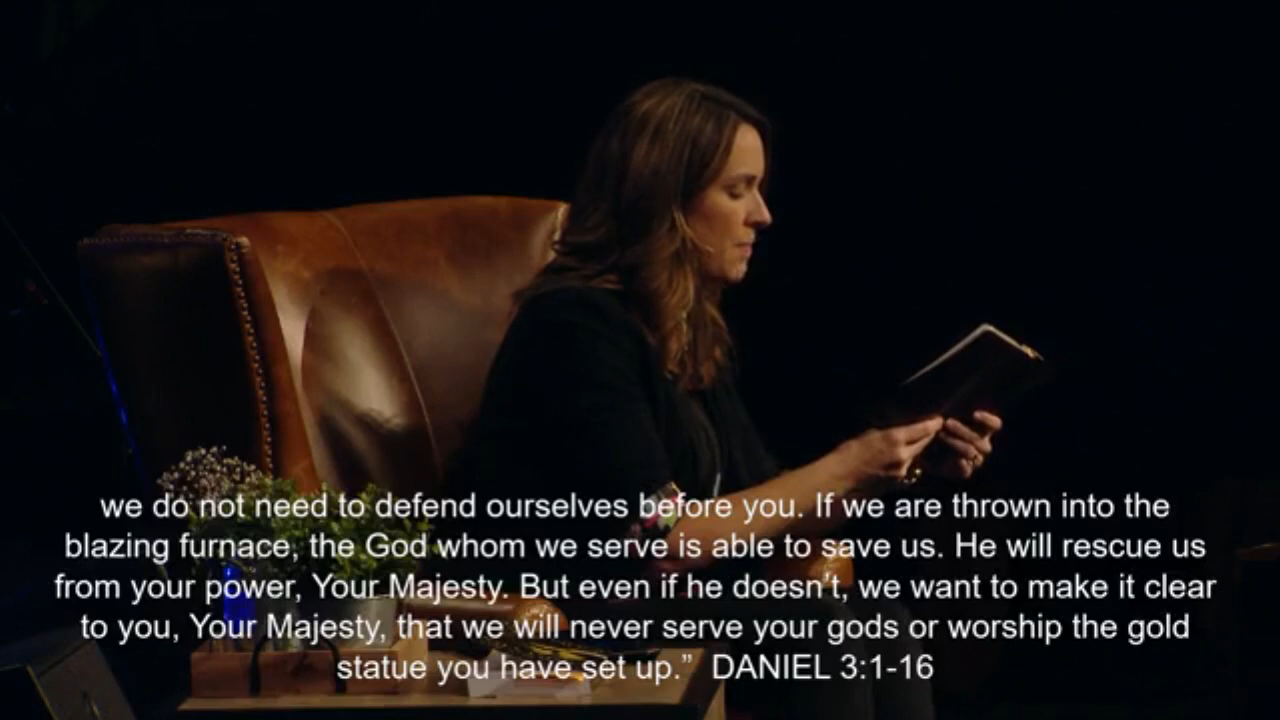 we do not need to defend ourselves before you. If we are thrown into the
blazing furnace, the God whom we serve is able to save us. He will rescue us
from your power, Your Majesty. But even if he doesn't, we want to make it clear
to you, Your Majesty, that we will never serve your gods or worship the gold
statue you have set up.”  DANIEL 3:1-16